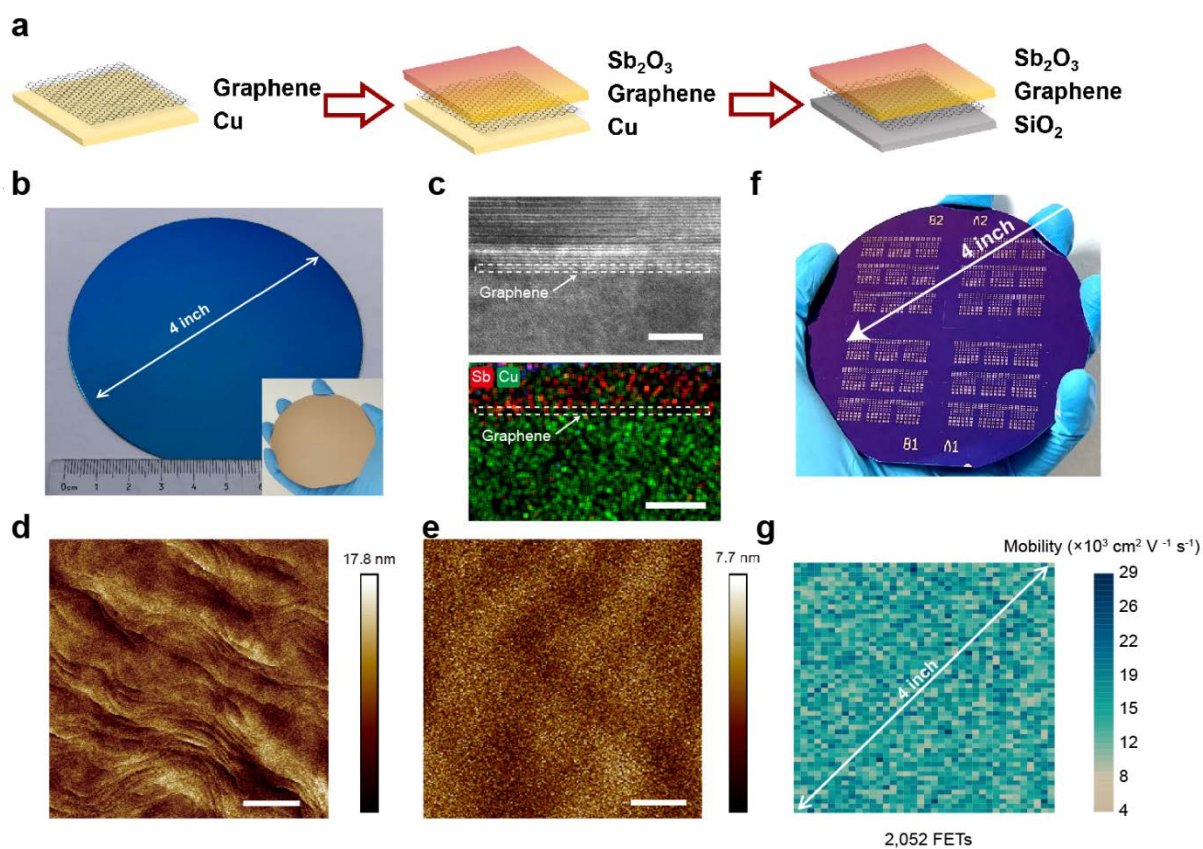 a
Graphene
Cu
Sb₂O₃
Graphene
Cu
Sb₂O₃
Graphene
SiO₂
b
4 inch
0cm 1 2 3 4 5 6
c
Graphene
Sb Cu
Graphene
f
B2 A2
4 inch
B1 A1
d
17.8 nm
e
7.7 nm
g
Mobility (×10³ cm² V ⁻¹ s⁻¹)
4 inch
29
26
22
19
15
12
8
4
2,052 FETs